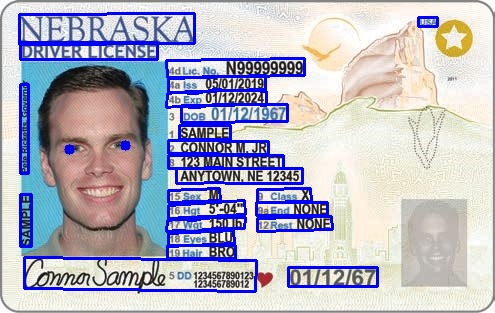 NEBRASKA
USA
DRIVER LICENSE
4d Lic. No. N99999999
4a Iss 05/01/2019
4b Exp 01/12/2024
3 DOB 01/12/1967
1 SAMPLE
2 CONNOR M. JR
8 123 MAIN STREET
ANYTOWN, NE 12345
15 Sex M 9 Class X
16 Hgt 5'-04" 9a End NONE
17 Wgt 150 lb 12 Rest NONE
18 Eyes BLU
19 Hair BRO
SAMPLE
Connor Sample
5 DD 1234567890123
1234567890123
01/12/67
2011